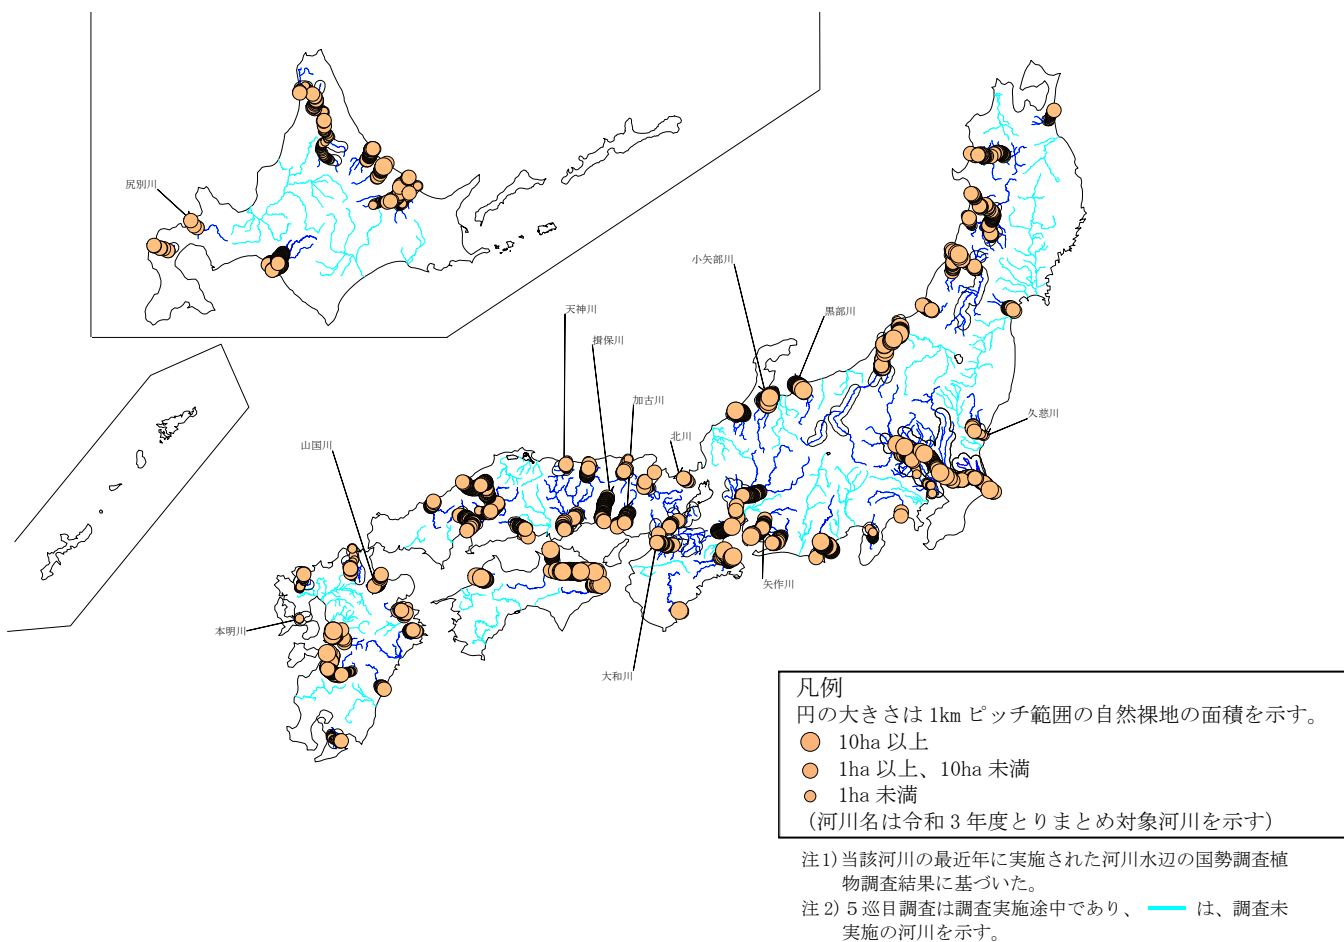 尻別川
小矢部川
天神川
黒部川
揖保川
加古川
久慈川
山国川
北川
矢作川
本明川
大和川
凡例
円の大きさは 1km ピッチ範囲の自然裸地の面積を示す。
10ha 以上
1ha 以上、10ha 未満
1ha 未満
(河川名は令和 3 年度とりまとめ対象河川を示す)
注1)当該河川の最近年に実施された河川水辺の国勢調査植
物調査結果に基づいた。
注 2) 5 巡目調査は調査実施途中であり、 は、調査未
実施の河川を示す。